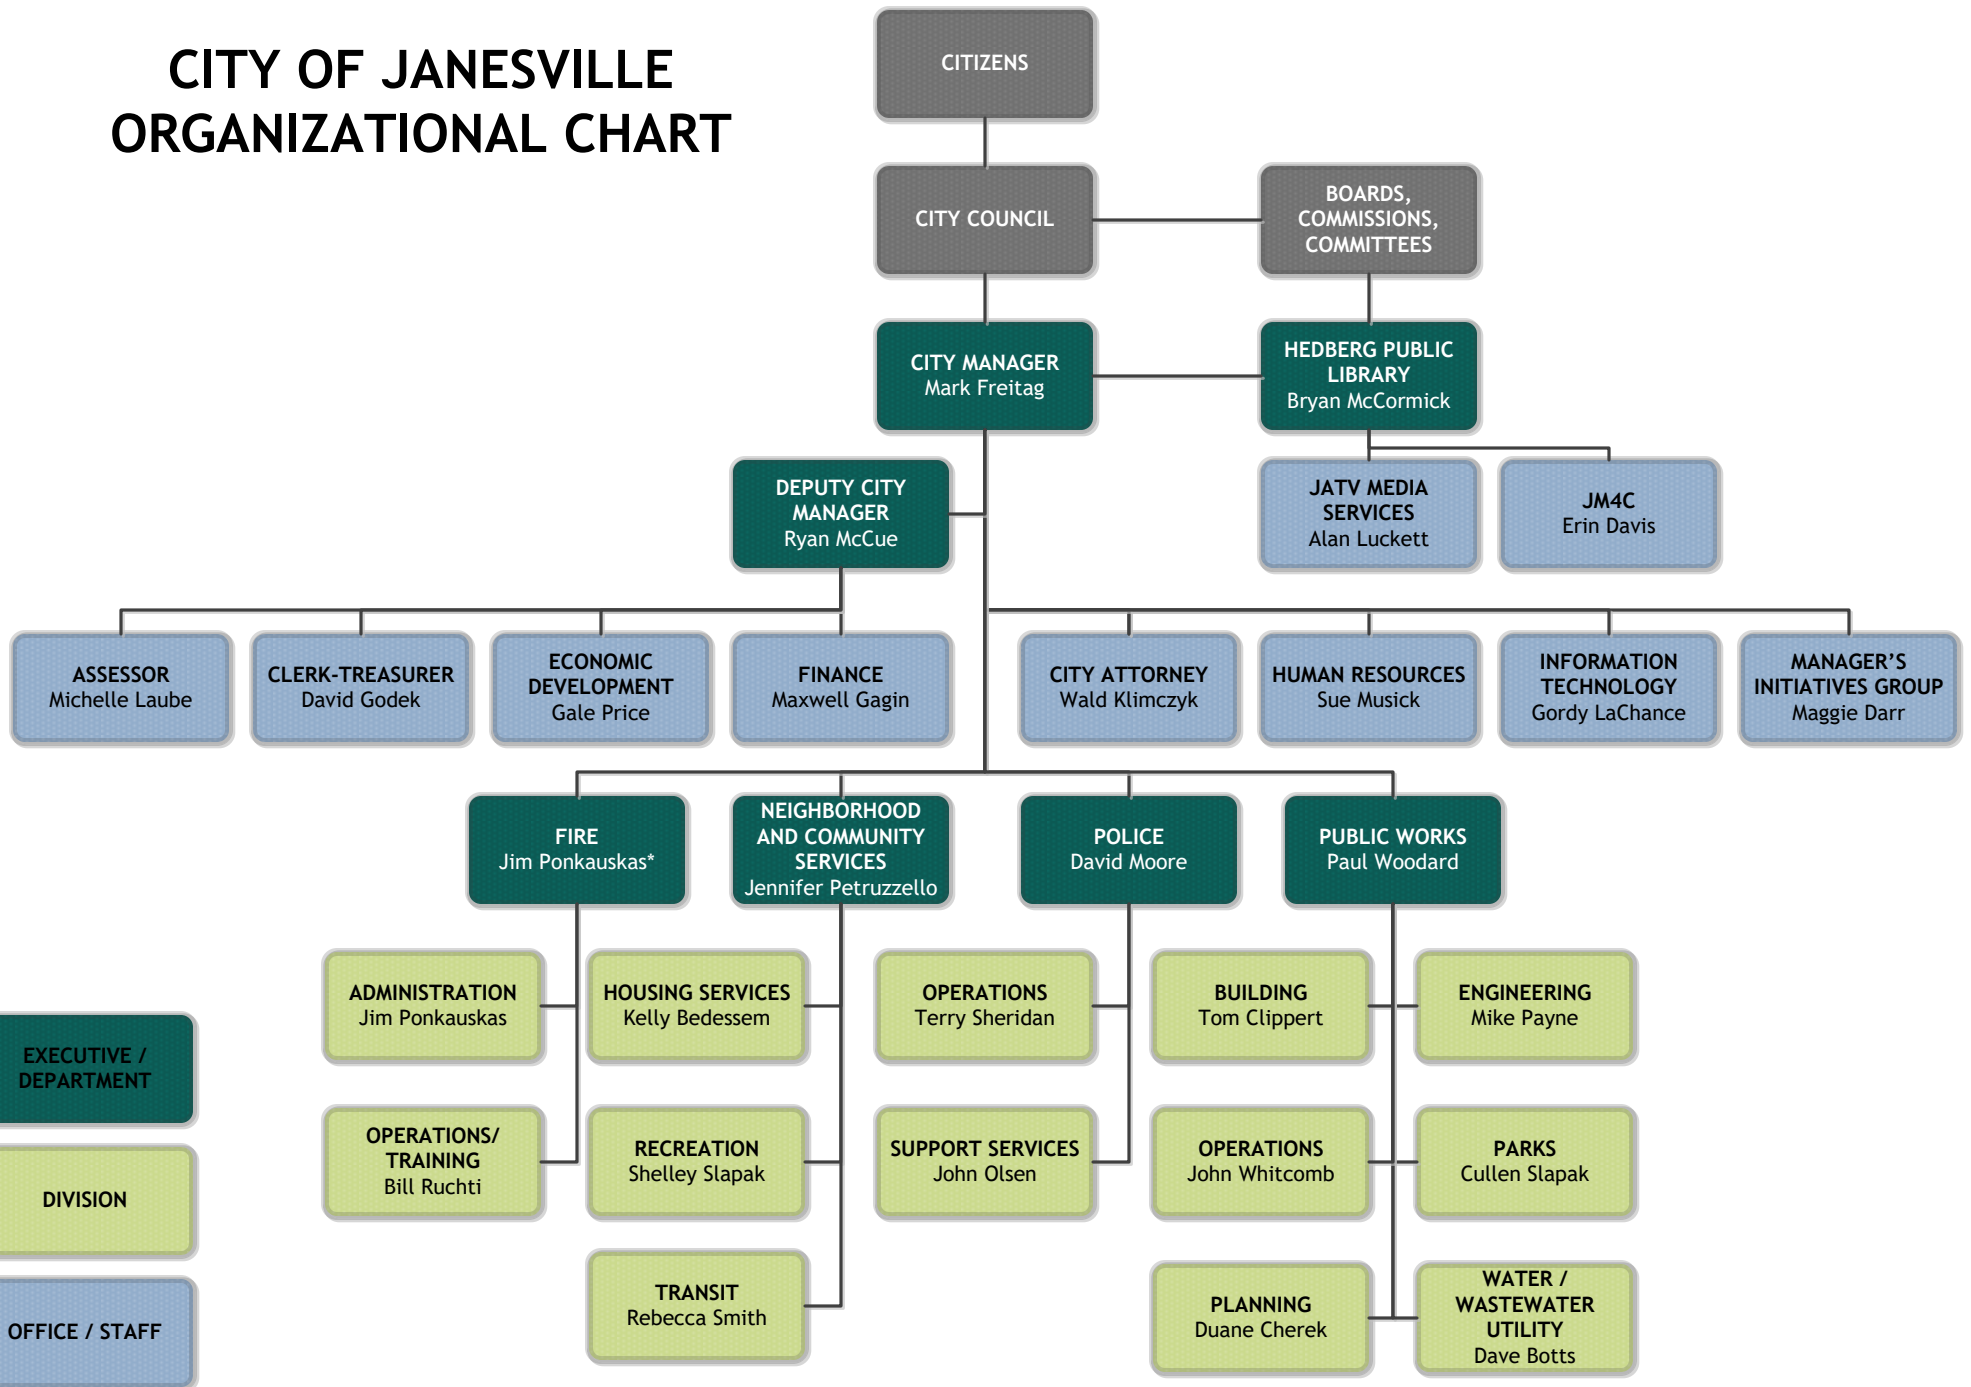 CITY OF JANESVILLE
ORGANIZATIONAL CHART
CITIZENS
CITY COUNCIL
BOARDS,
COMMISSIONS,
COMMITTEES
CITY MANAGER
Mark Freitag
HEDBERG PUBLIC
LIBRARY
Bryan McCormick
DEPUTY CITY
MANAGER
Ryan McCue
JATV MEDIA
SERVICES
Alan Luckett
JM4C
Erin Davis
ASSESSOR
Michelle Laube
CLERK-TREASURER
David Godek
ECONOMIC
DEVELOPMENT
Gale Price
FINANCE
Maxwell Gagin
CITY ATTORNEY
Wald Klimczyk
HUMAN RESOURCES
Sue Musick
INFORMATION
TECHNOLOGY
Gordy LaChance
MANAGER’S
INITIATIVES GROUP
Maggie Darr
FIRE
Jim Ponkauskas*
NEIGHBORHOOD
AND COMMUNITY
SERVICES
Jennifer Petruzzello
POLICE
David Moore
PUBLIC WORKS
Paul Woodard
ADMINISTRATION
Jim Ponkauskas
HOUSING SERVICES
Kelly Bedessem
OPERATIONS
Terry Sheridan
BUILDING
Tom Clippert
ENGINEERING
Mike Payne
OPERATIONS/
TRAINING
Bill Ruchti
RECREATION
Shelley Slapak
SUPPORT SERVICES
John Olsen
OPERATIONS
John Whitcomb
PARKS
Cullen Slapak
TRANSIT
Rebecca Smith
PLANNING
Duane Cherek
WATER /
WASTEWATER
UTILITY
Dave Botts
EXECUTIVE /
DEPARTMENT
DIVISION
OFFICE / STAFF